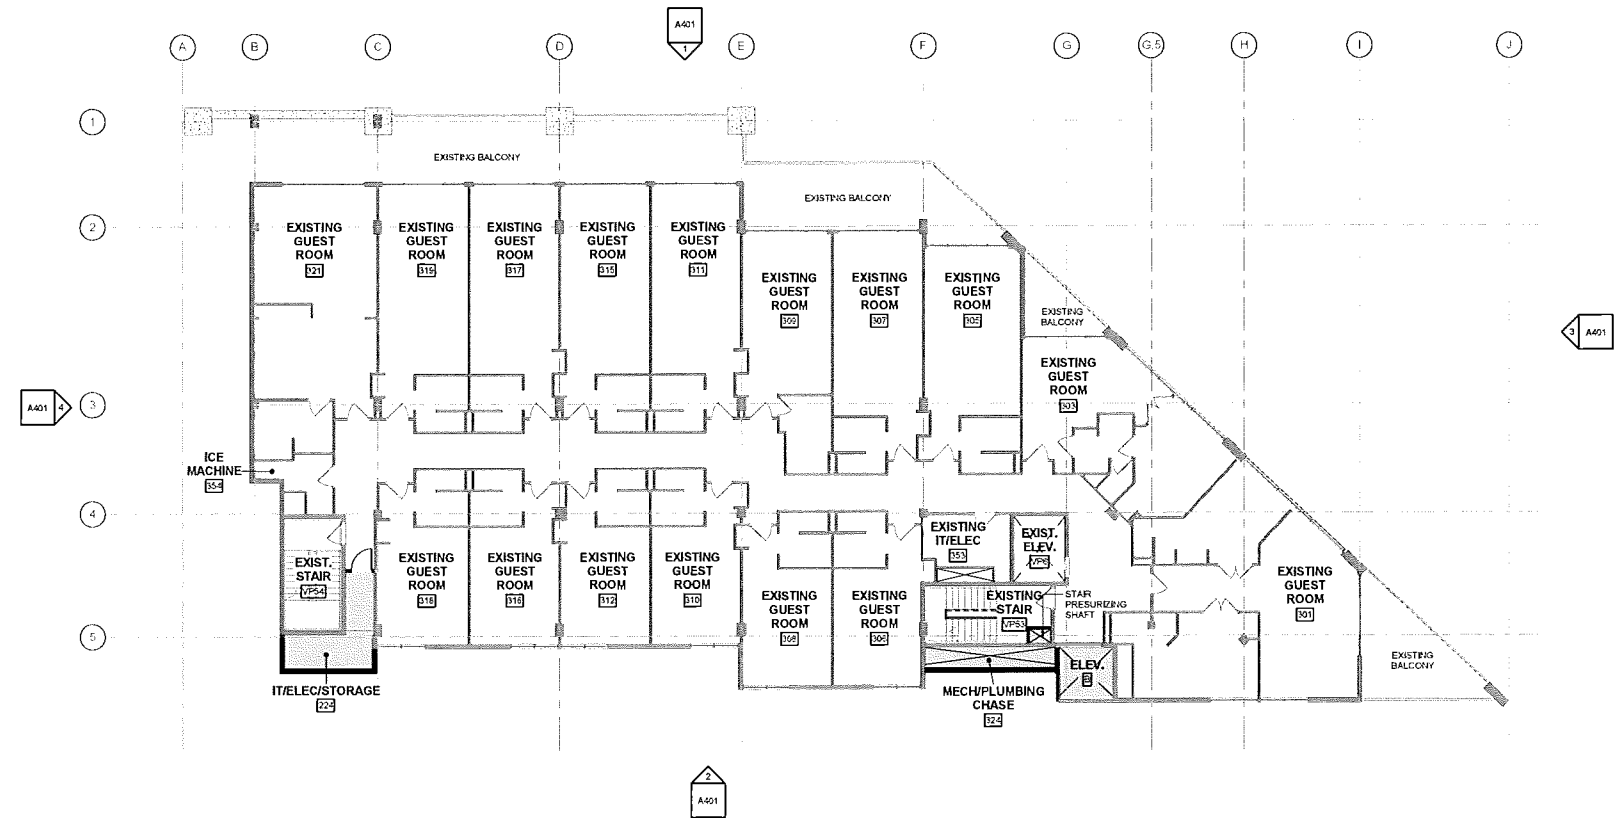 A401
1
A
B
C
D
E
F
G
G.5
H
I
J
1
EXISTING BALCONY
EXISTING BALCONY
2
EXISTING
GUEST
ROOM
321
EXISTING
GUEST
ROOM
319
EXISTING
GUEST
ROOM
317
EXISTING
GUEST
ROOM
315
EXISTING
GUEST
ROOM
311
EXISTING
GUEST
ROOM
309
EXISTING
GUEST
ROOM
307
EXISTING
GUEST
ROOM
305
EXISTING
BALCONY
3
A401
EXISTING
GUEST
ROOM
303
A401
4
3
ICE
MACHINE
354
4
EXISTING
IT/ELEC
353
EXIST.
ELEV.
VP6
EXIST.
STAIR
VP54
EXISTING
GUEST
ROOM
318
EXISTING
GUEST
ROOM
316
EXISTING
GUEST
ROOM
312
EXISTING
GUEST
ROOM
310
EXISTING
GUEST
ROOM
308
EXISTING
GUEST
ROOM
306
EXISTING
STAIR
VP53
STAIR
PRESURIZING
SHAFT
EXISTING
GUEST
ROOM
301
5
EXISTING
BALCONY
ELEV.
IT/ELEC/STORAGE
224
MECH/PLUMBING
CHASE
324
2
A401